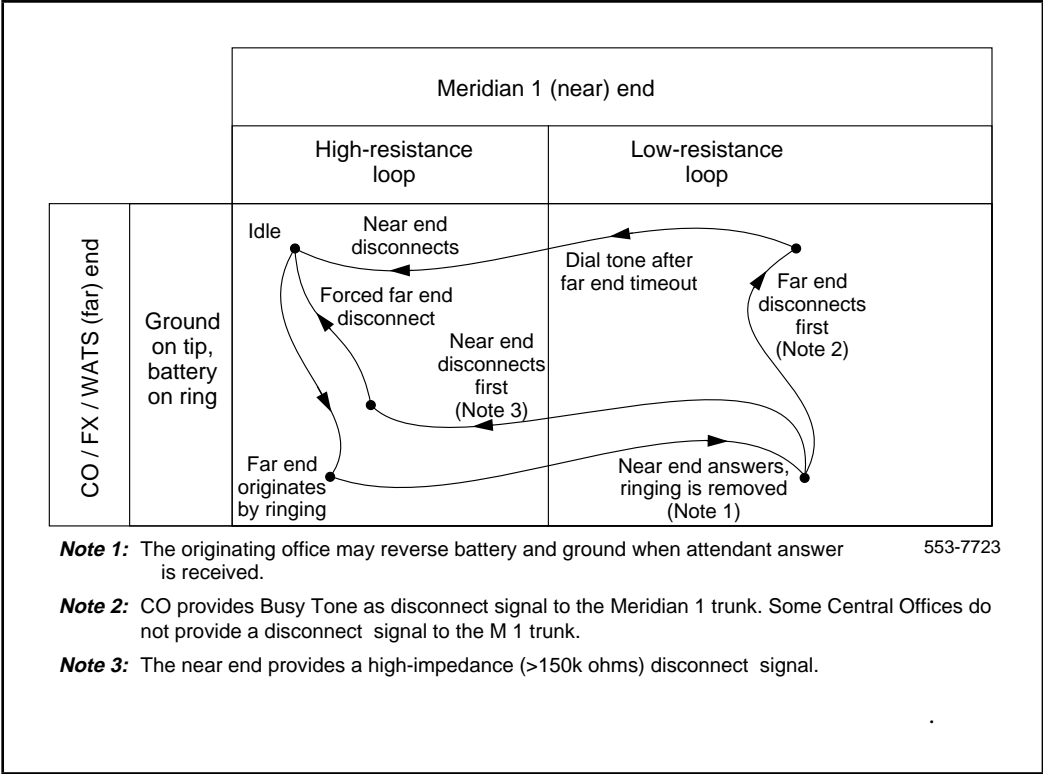 Meridian 1 (near) end
High-resistance
loop
Low-resistance
loop
CO / FX / WATS (far) end
Ground
on tip,
battery
on ring
Idle
Near end
disconnects
Dial tone after
far end timeout
Far end
disconnects
first
(Note 2)
Forced far end
disconnect
Near end
disconnects
first
(Note 3)
Far end
originates
by ringing
Near end answers,
ringing is removed
(Note 1)
Note 1: The originating office may reverse battery and ground when attendant answer
is received.
553-7723
Note 2: CO provides Busy Tone as disconnect signal to the Meridian 1 trunk. Some Central Offices do
not provide a disconnect signal to the M 1 trunk.
Note 3: The near end provides a high-impedance (>150k ohms) disconnect signal.
.